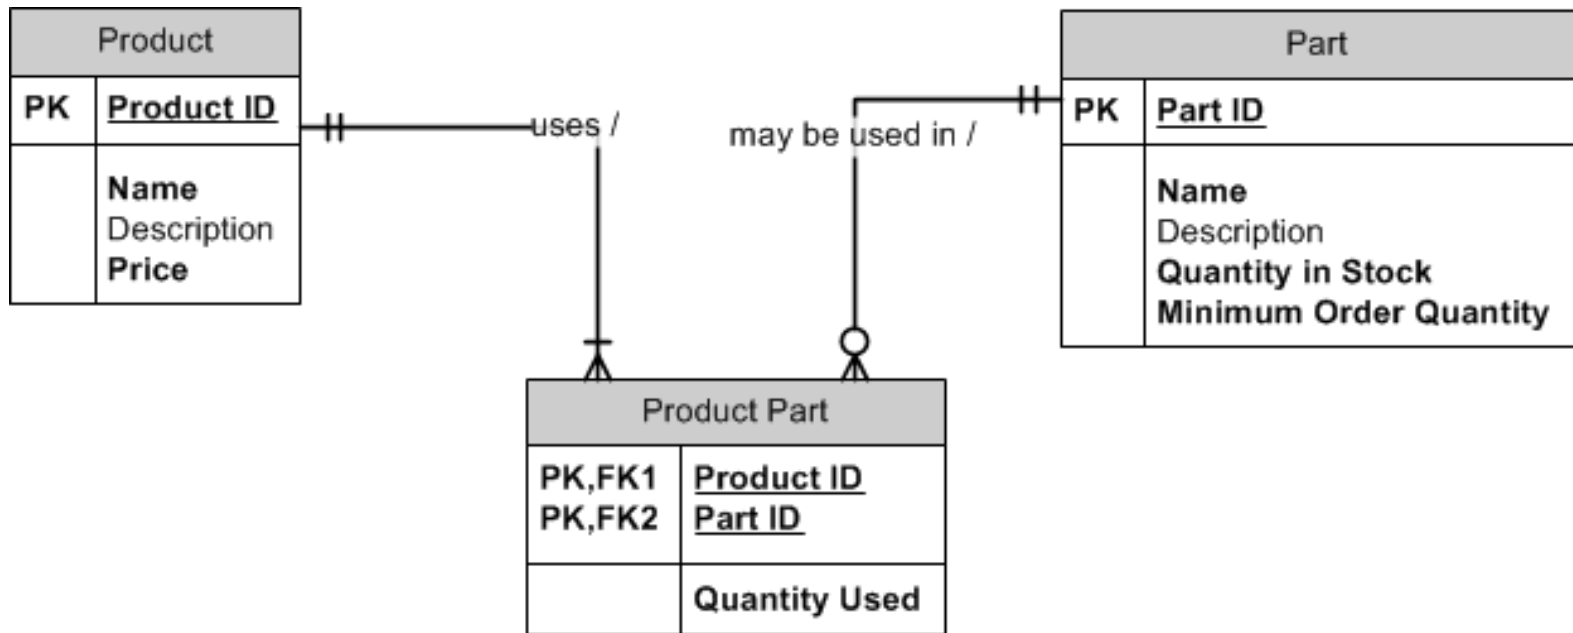 Product
PK Product ID
Name
Description
Price
uses /
may be used in /
Part
PK Part ID
Name
Description
Quantity in Stock
Minimum Order Quantity
Product Part
PK,FK1 Product ID
PK,FK2 Part ID
Quantity Used